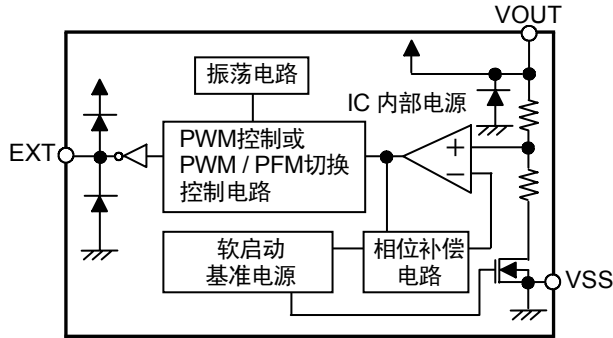 VOUT
振荡电路
IC 内部电源
PWM控制或
PWM / PFM切换
控制电路
EXT
+
−
软启动
基准电源
相位补偿
电路
VSS